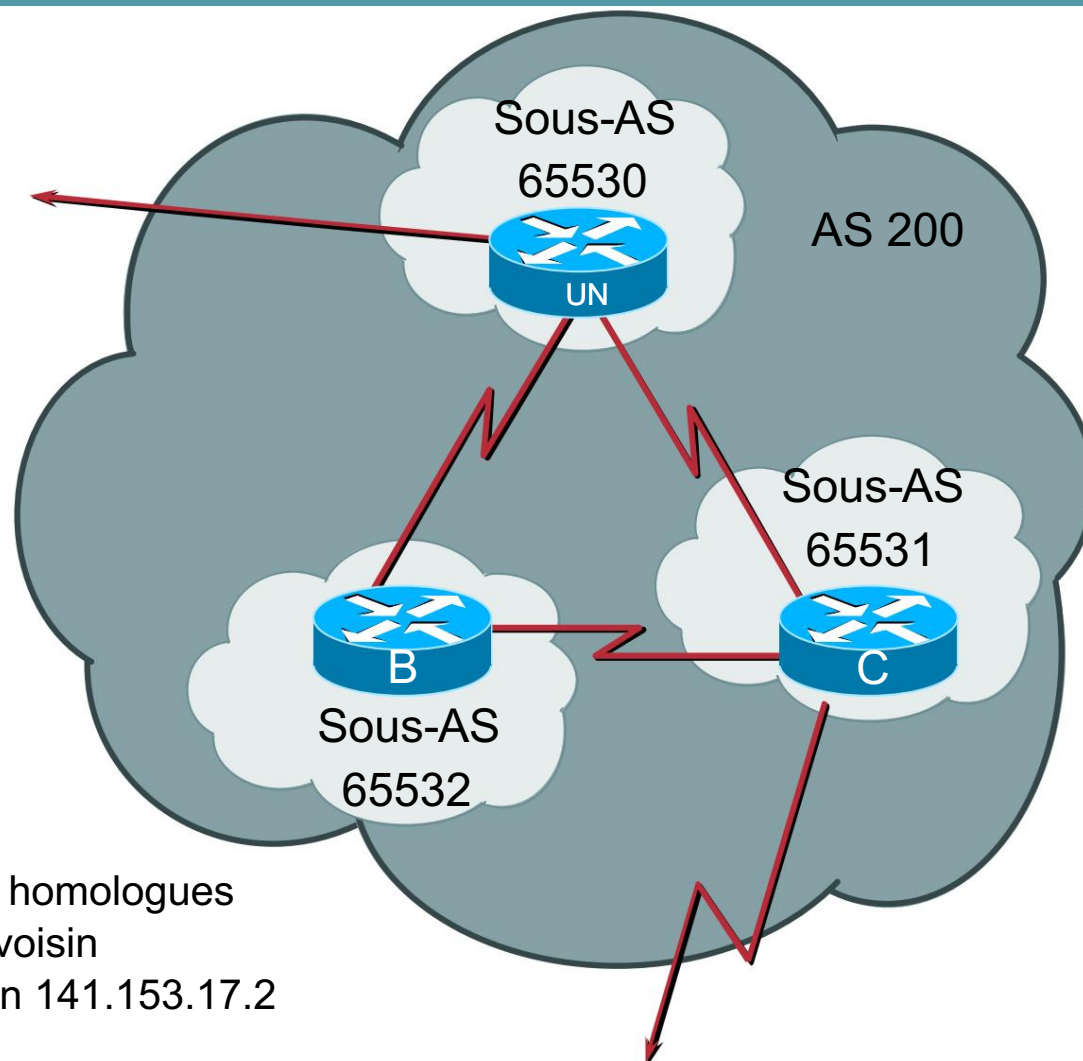 Sous-AS
65530
AS 200
UN
Sous-AS
65531
B
C
Sous-AS
65532
homologues
voisin
n 141.153.17.2